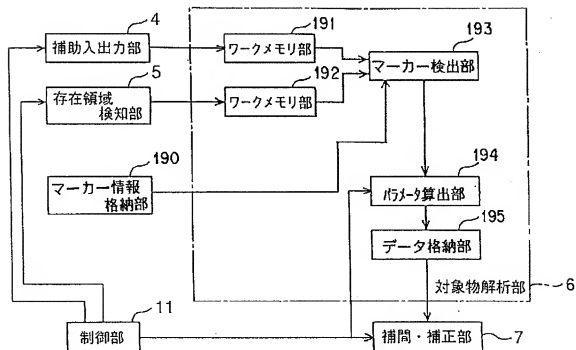 4
補助入出力部
191
ワークメモリ部
193
マーカー検出部
5
存在領域
検知部
192
ワークメモリ部
190
マーカー情報
格納部
194
パラメータ算出部
195
データ格納部
対象物解析部
6
11
制御部
補間・補正部
7